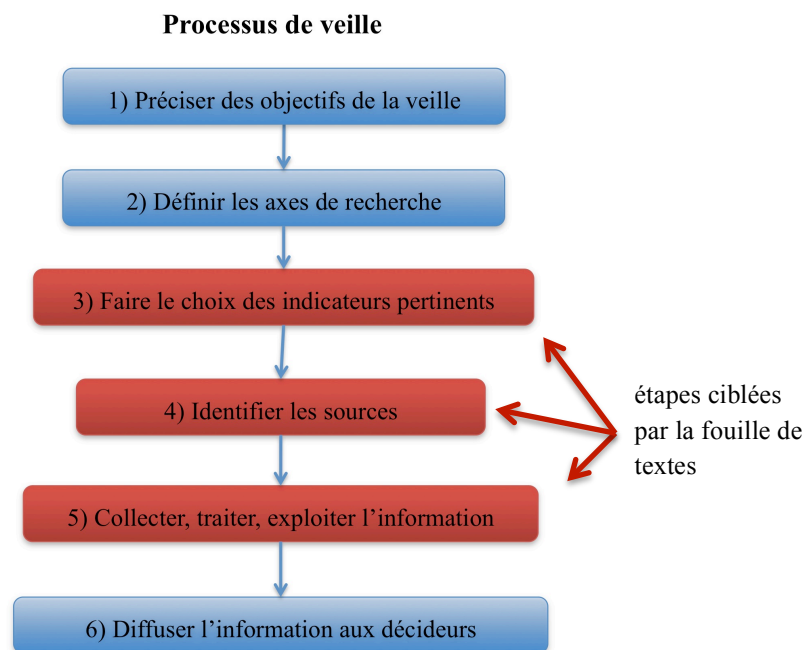 Processus de veille
1) Préciser des objectifs de la veille
2) Définir les axes de recherche
3) Faire le choix des indicateurs pertinents
4) Identifier les sources
étapes ciblées
par la fouille de
textes
5) Collecter, traiter, exploiter l’information
6) Diffuser l’information aux décideurs